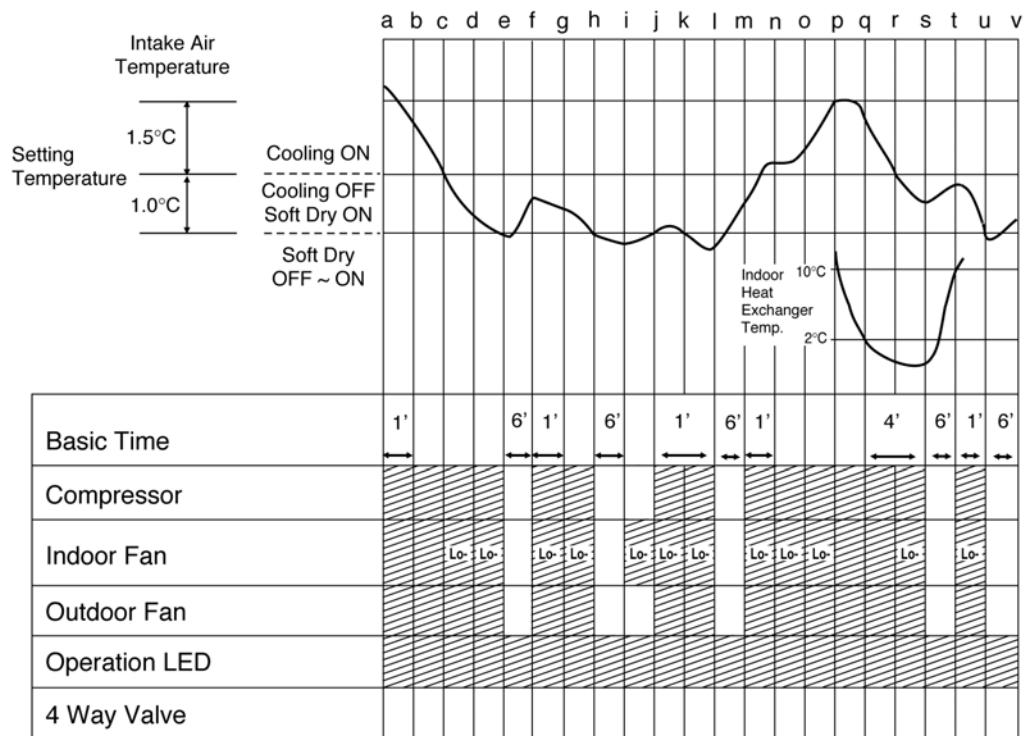 a b c d e f g h i j k l m n o p q r s t u v
Intake Air
Temperature
1.5°C
Setting
Temperature
1.0°C
Cooling ON
Cooling OFF
Soft Dry ON
Soft Dry
OFF ~ ON
Indoor 10°C
Heat
Exchanger
Temp.
2°C
Basic Time 1’ 6’ 1’ 6’ 1’ 6’ 1’ 4’ 6’ 1’ 6’
Compressor
Indoor Fan Lo- Lo- Lo- Lo- Lo- Lo- Lo- Lo- Lo- Lo- Lo- Lo-
Outdoor Fan
Operation LED
4 Way Valve